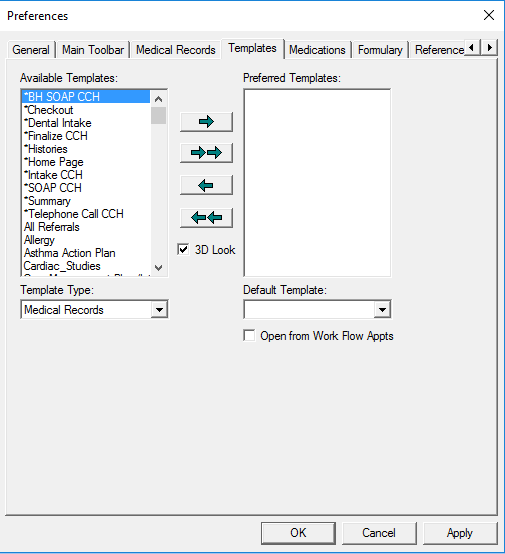 Preferences
General
Main Toolbar
Medical Records
Templates
Medications
Formulary
Reference
Available Templates:
*BH SOAP CCH
*Checkout
*Dental Intake
*Finalize CCH
*Histories
*Home Page
*Intake CCH
*SOAP CCH
*Summary
*Telephone Call CCH
All Referrals
Allergy
Asthma Action Plan
Cardiac_Studies
3D Look
Preferred Templates:
Template Type:
Medical Records
Default Template:
Open from Work Flow Appts
OK
Cancel
Apply